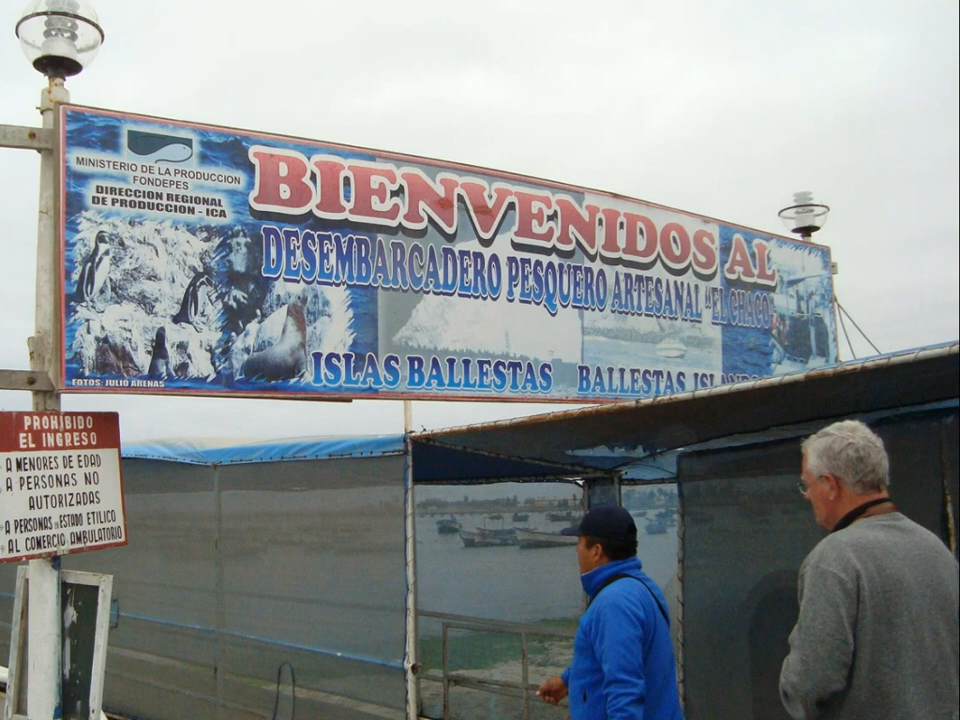 MINISTERIO DE LA PRODUCCION
FONDEPES
DIRECCION REGIONAL
DE PRODUCCION - ICA
BIENVENIDOS AL
DESEMBARCADERO PESQUERO ARTESANAL "EL CHACO"
ISLAS BALLESTAS BALLESTAS ISLANDS
FOTOS: JULIO ARENAS
PROHIBIDO
EL INGRESO
A MENORES DE EDAD
A PERSONAS NO
AUTORIZADAS
A PERSONAS EN ESTADO ETILICO
AL COMERCIO AMBULATORIO